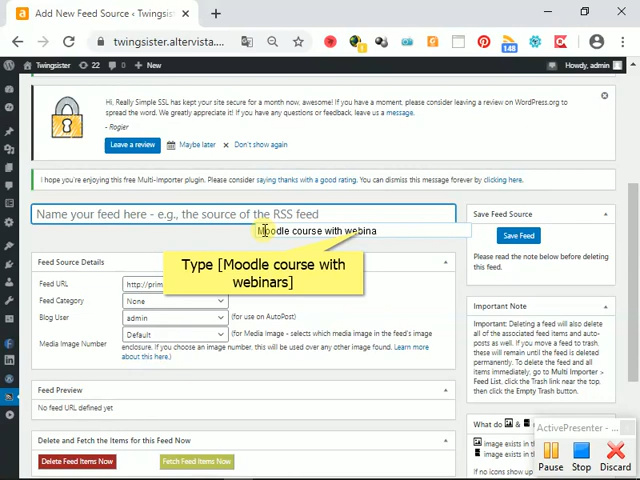 Add New Feed Source ‹ Twingsister
twingsister.altervista....
148
Twingsister
22
0
+ New
Howdy, admin
Hi, Really Simple SSL has kept your site secure for a month now, awesome! If you have a moment, please consider leaving a review on WordPress.org to
spread the word. We greatly appreciate it! If you have any questions or feedback, leave us a message.
- Rogier
Leave a review
Maybe later
Don't show again
I hope you're enjoying this free Multi-Importer plugin. Please consider saying thanks with a good rating. You can dismiss this message forever by clicking here.
Name your feed here - e.g., the source of the RSS feed
Moodle course with webina
Type [Moodle course with
webinars]
Save Feed Source
Save Feed
Please read the note below before
deleting this feed.
Feed Source Details
Feed URL
http://prim
Feed Category
None
Blog User
admin
(for use on AutoPost)
Media Image Number
Default
(for Media Image - selects which media image in the feed's image
enclosure. If you choose an image number, this will be used over any other image found. Learn more
about this here.)
Important Note
Important: Deleting a feed will also delete
all of the associated feed items and auto-
posts as well. If you move a feed to trash,
these will remain until the feed is deleted
permanently. To delete the feed and all
items immediately, go to Multi Importer >
Feed List, click the Trash link near the top,
then click the Empty Trash button.
Feed Preview
No feed URL defined yet
Delete and Fetch the Items for this Feed Now
Delete Feed Items Now
Fetch Feed Items Now
What do
image exists in
image exists in t
If no icons show up
ActivePresenter -
Pause
Stop
Discard